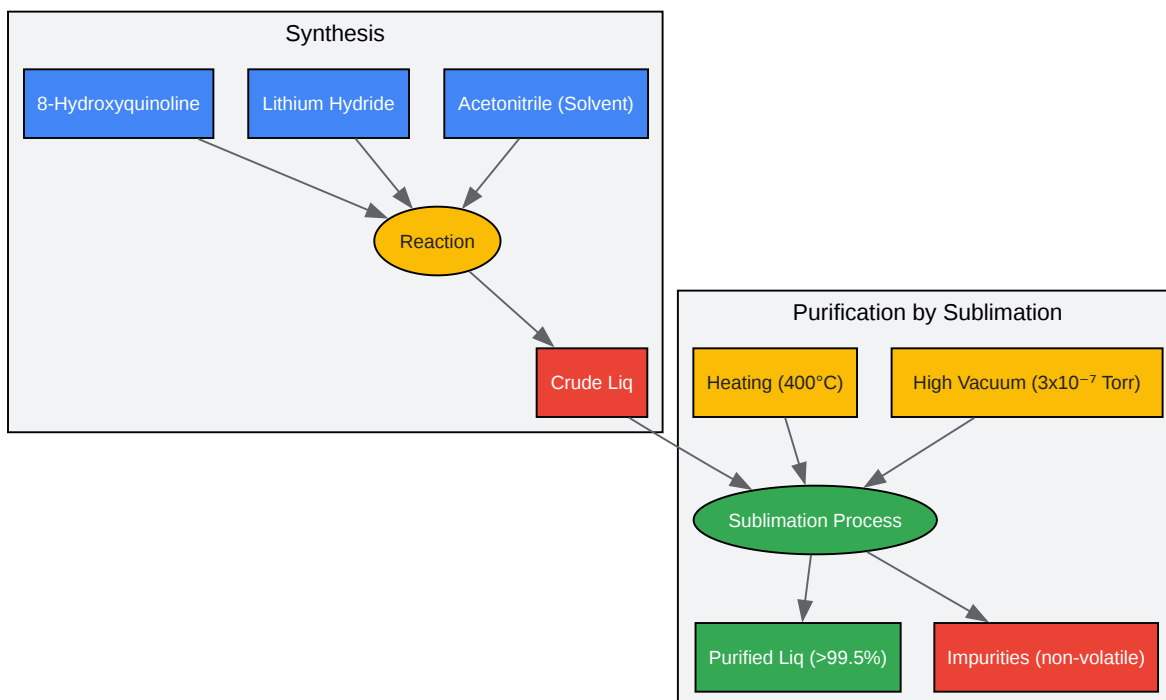 Synthesis
8-Hydroxyquinoline
Lithium Hydride
Acetonitrile (Solvent)
Reaction
Crude Liq
Purification by Sublimation
Heating (400°C)
High Vacuum (3x10⁻⁷ Torr)
Sublimation Process
Purified Liq (>99.5%)
Impurities (non-volatile)